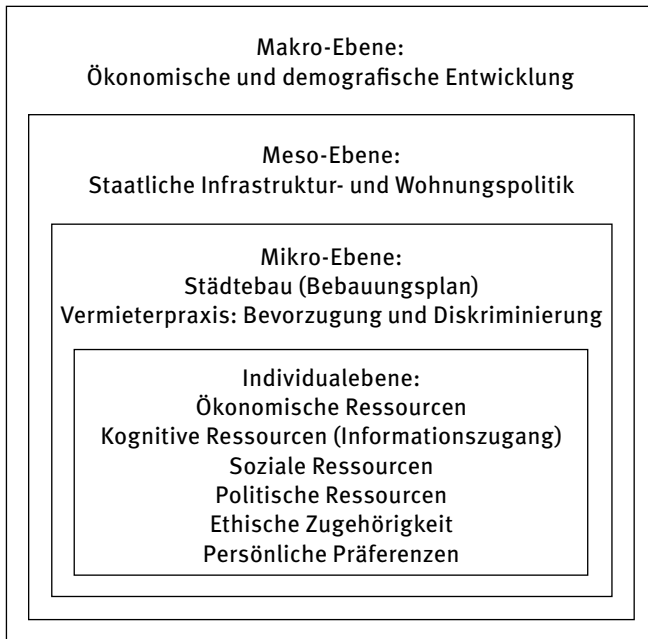 Makro-Ebene:
Ökonomische und demografische Entwicklung
Meso-Ebene:
Staatliche Infrastruktur- und Wohnungspolitik
Mikro-Ebene:
Städtebau (Bebauungsplan)
Vermieterpraxis: Bevorzugung und Diskriminierung
Individualebene:
Ökonomische Ressourcen
Kognitive Ressourcen (Informationszugang)
Soziale Ressourcen
Politische Ressourcen
Ethische Zugehörigkeit
Persönliche Präferenzen